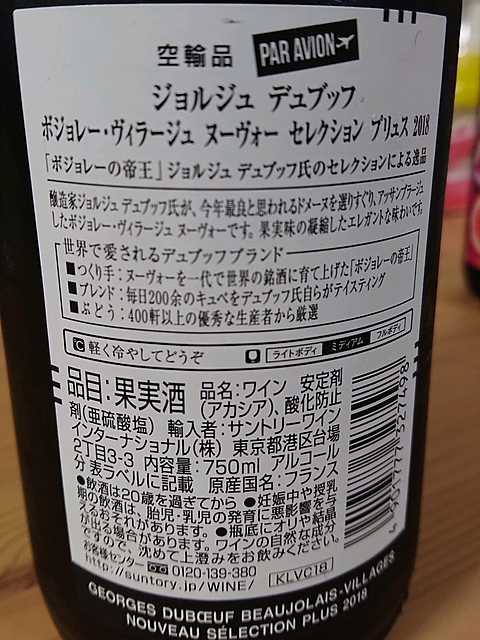 空輸品 PAR AVION
ジョルジュ デュブッフ
ボジョレー・ヴィラージュ ヌーヴォー セレクション プリュス 2018
「ボジョレーの帝王」ジョルジュ デュブッフ氏のセレクションによる逸品
醸造家ジョルジュ デュブッフ氏が、今年最良と思われるドメーヌを選りすぐり、アッサンブラージュ
したボジョレー・ヴィラージュ ヌーヴォーです。果実味の凝縮したエレガントな味わいです。
世界で愛されるデュブッフブランド
■つくり手：ヌーヴォーを一代で世界の銘酒に育て上げた「ボジョレーの帝王」
■ブレンド：毎日200余のキュベをデュブッフ氏自らがテイスティング
■ぶどう：400軒以上の優秀な生産者から厳選
℃ 軽く冷やしてどうぞ ライトボディ ミディアム フルボディ
品目：果実酒 品名：ワイン 安定剤
（アカシア）、酸化防止
剤（亜硫酸塩） 輸入者：サントリーワイン
インターナショナル（株） 東京都港区台場
2丁目3-3 内容量：750ml アルコール
分表ラベルに記載 原産国名：フランス
●飲酒は20歳を過ぎてから ●妊娠中や授乳
期の飲酒は、胎児・乳児の発育に悪影響を与
えるおそれがあります。 ●瓶底にオリや結晶
が出る場合があります。ワインの自然な成分
ですので、沈めて上澄みをお飲みください。
お客様センター 0120-139-380
http://suntory.jp/WINE/ KLVC18
4 901777 327498
GEORGES DUBŒUF BEAUJOLAIS-VILLAGES
NOUVEAU SÉLECTION PLUS 2018